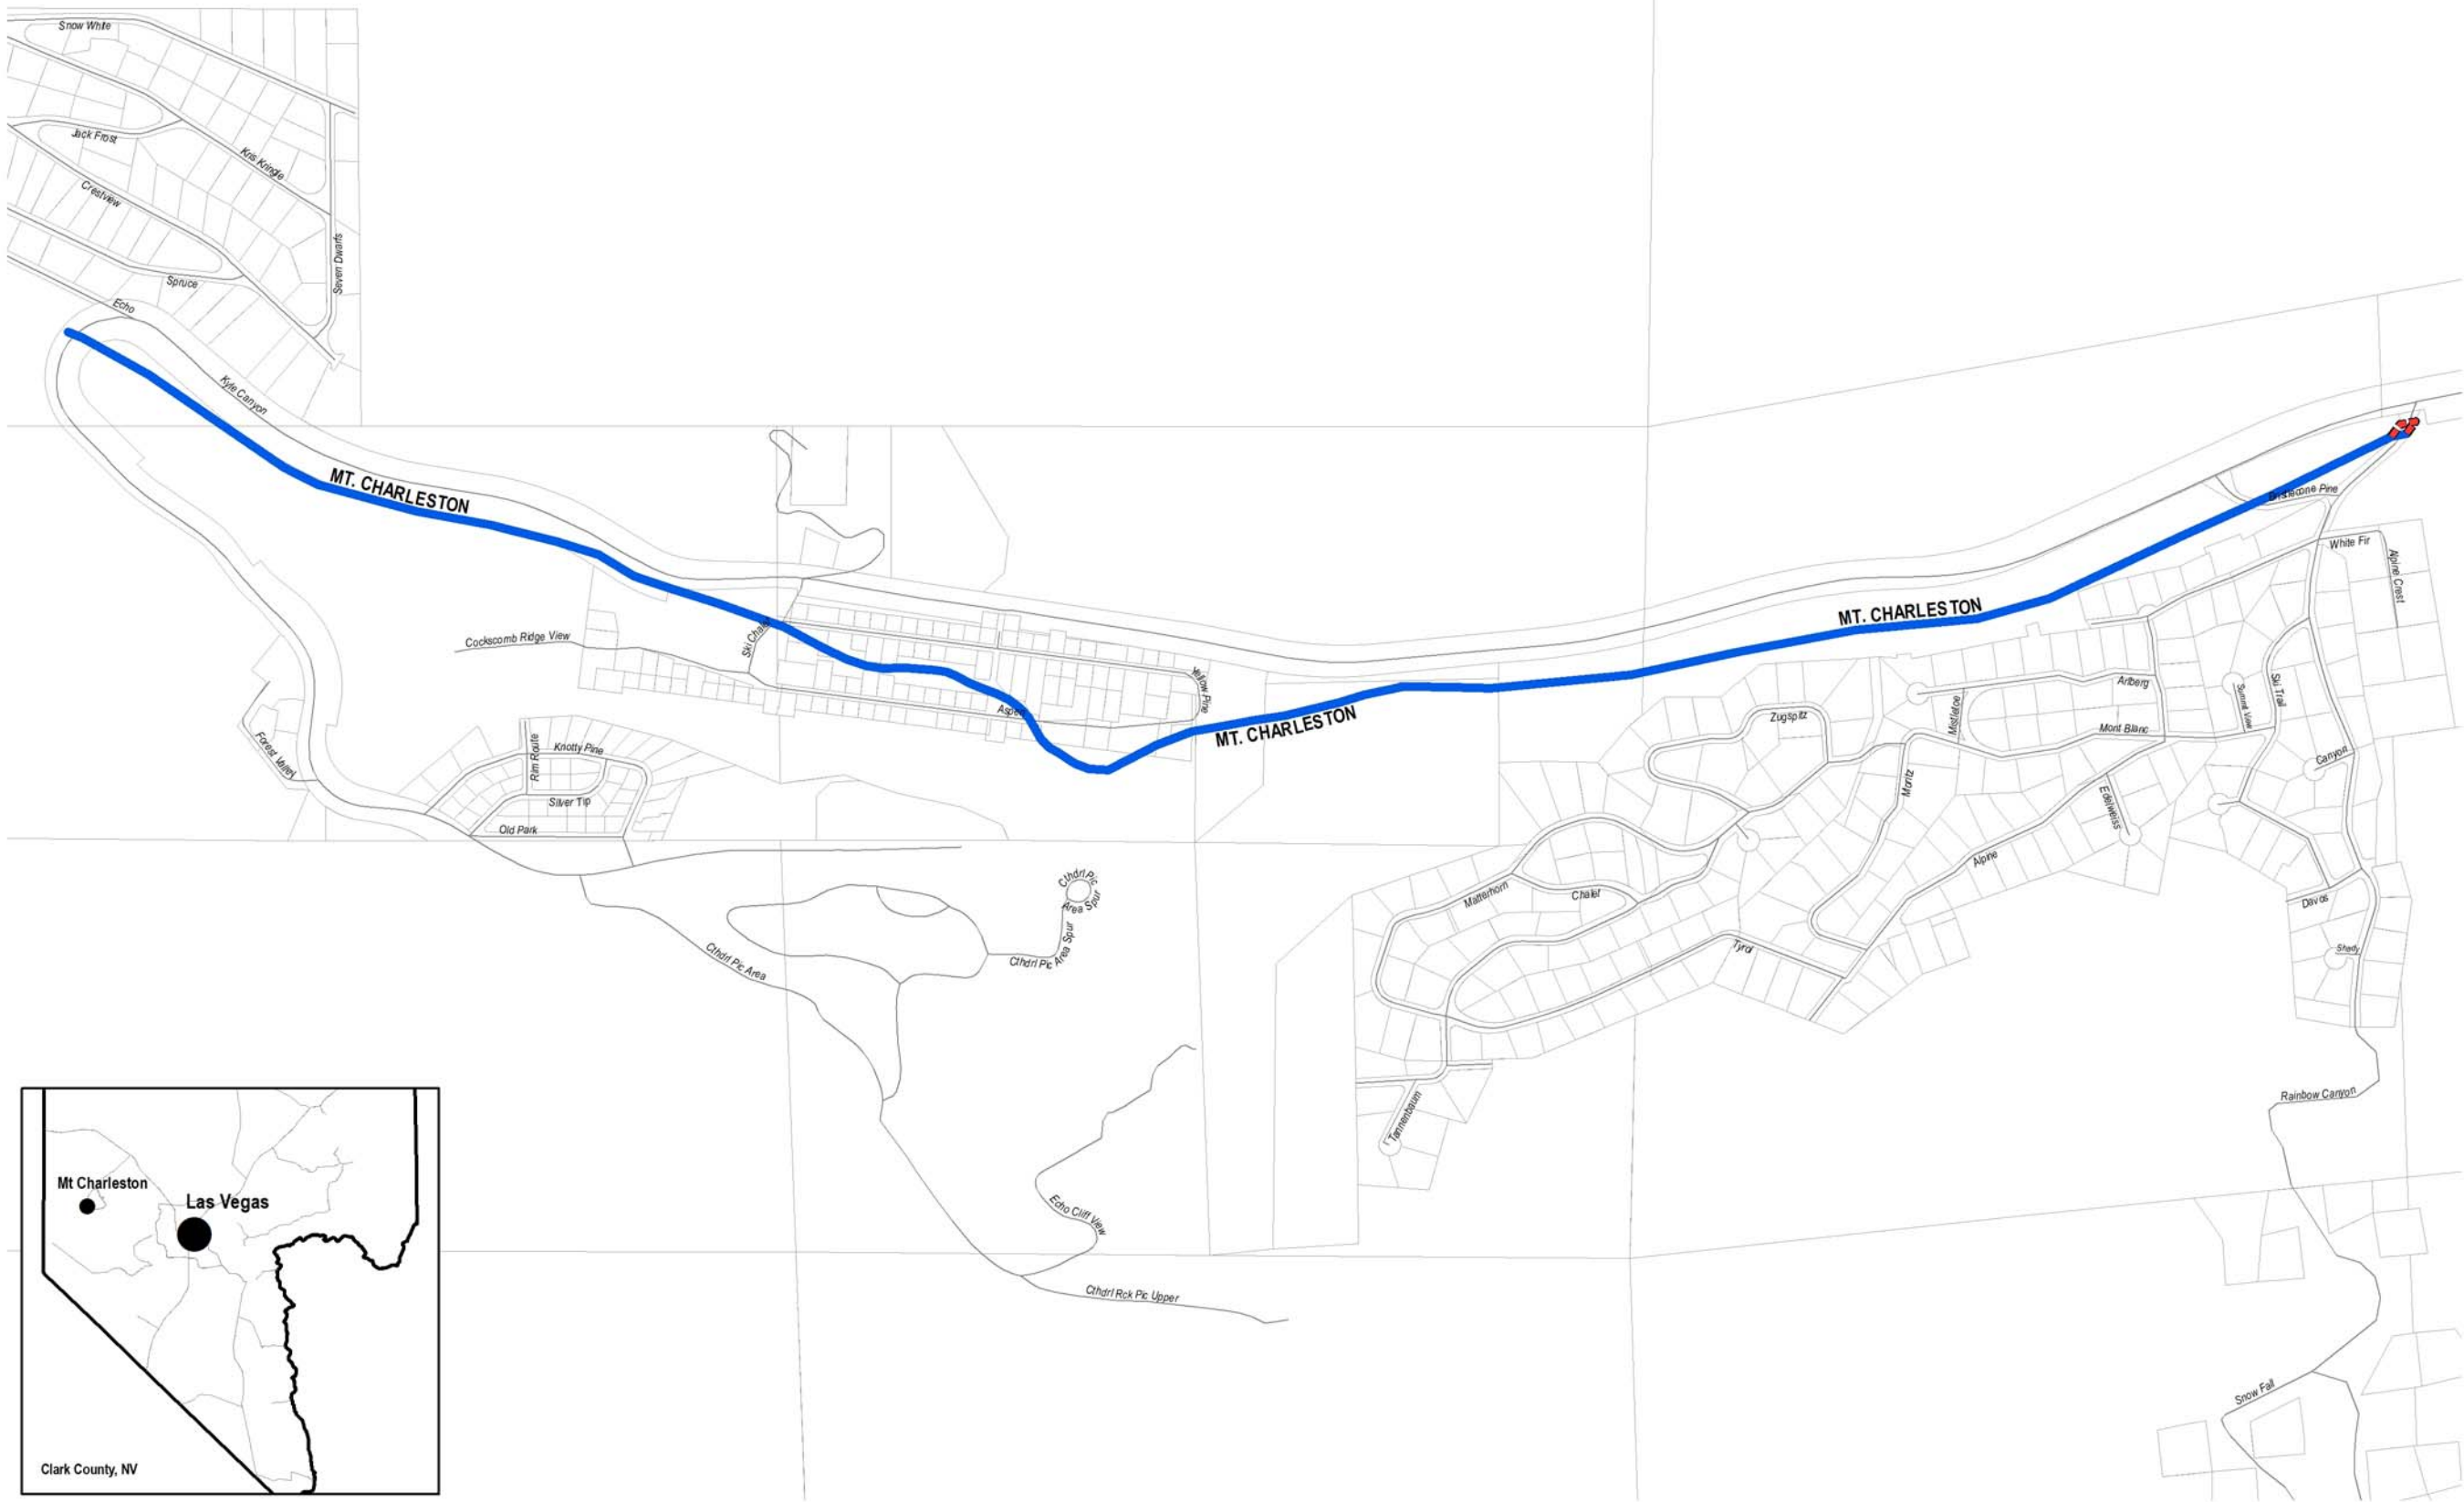 Snow White
Jack Frost
Kris Kringle
Crestview
Seven Dwarfs
Spruce
Echo
Kyle Canyon
MT. CHARLESTON
Cockscomb Ridge View
Ski Chalet
Aspen
Yellow Pine
MT. CHARLESTON
MT. CHARLESTON
Pine
White Fir
Alpine Crest
Arlberg
Mistletoe
Summit View
Ski Trail
Zugspitz
Mont Blanc
Canyon
Moritz
Edelweiss
Alpine
Matterhorn
Chalet
Davos
Shady
Tyrol
Forest Valley
Rim Route
Knotty Pine
Silver Tip
Old Park
Cthdrl Pic
Area Spur
Cthdrl Pic Area Spur
Cthdrl Pic Area
Tannenbaum
Rainbow Canyon
Echo Cliff View
Cthdrl Rck Pic Upper
Snow Fall
Mt Charleston
Las Vegas
Clark County, NV